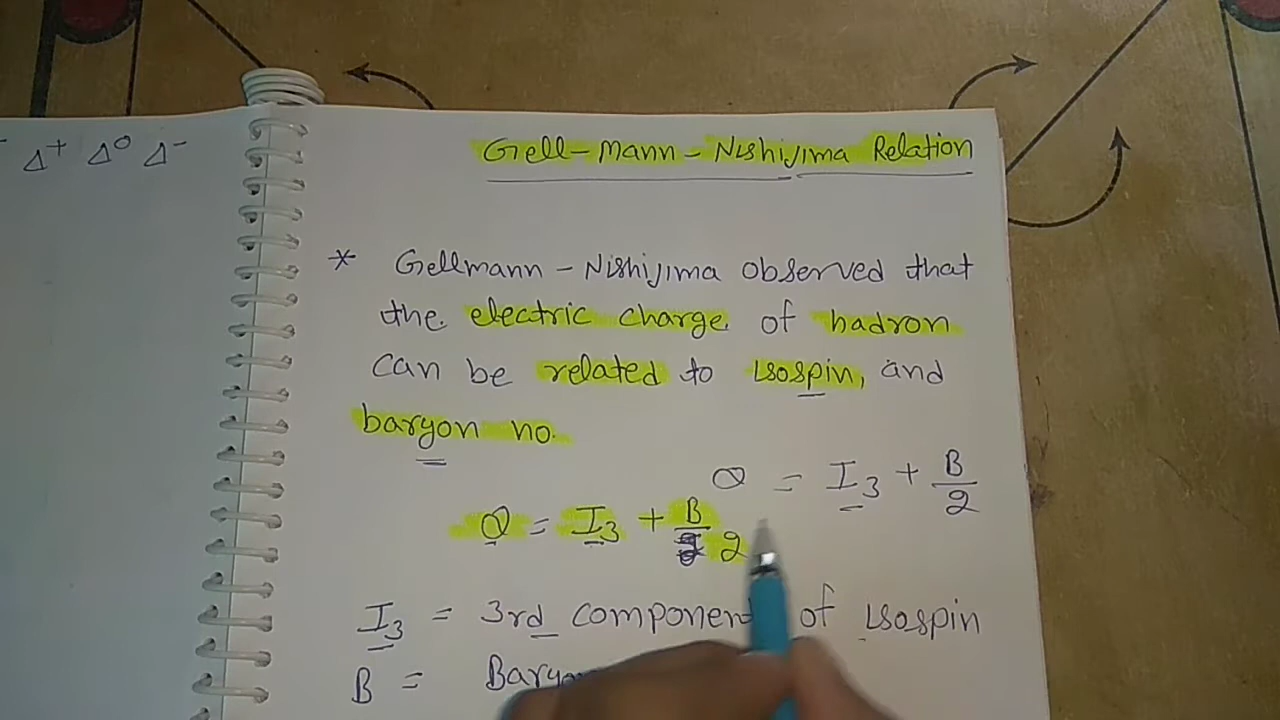 Δ⁺ Δ⁰ Δ⁻
Gell-Mann-Nishijima Relation
* Gellmann-Nishijima observed that
the electric charge of hadron
can be related to Isospin, and
baryon no.
Q = I₃ + B/2
Q = I₃ + B/2
I₃ = 3rd component of Isospin
B =